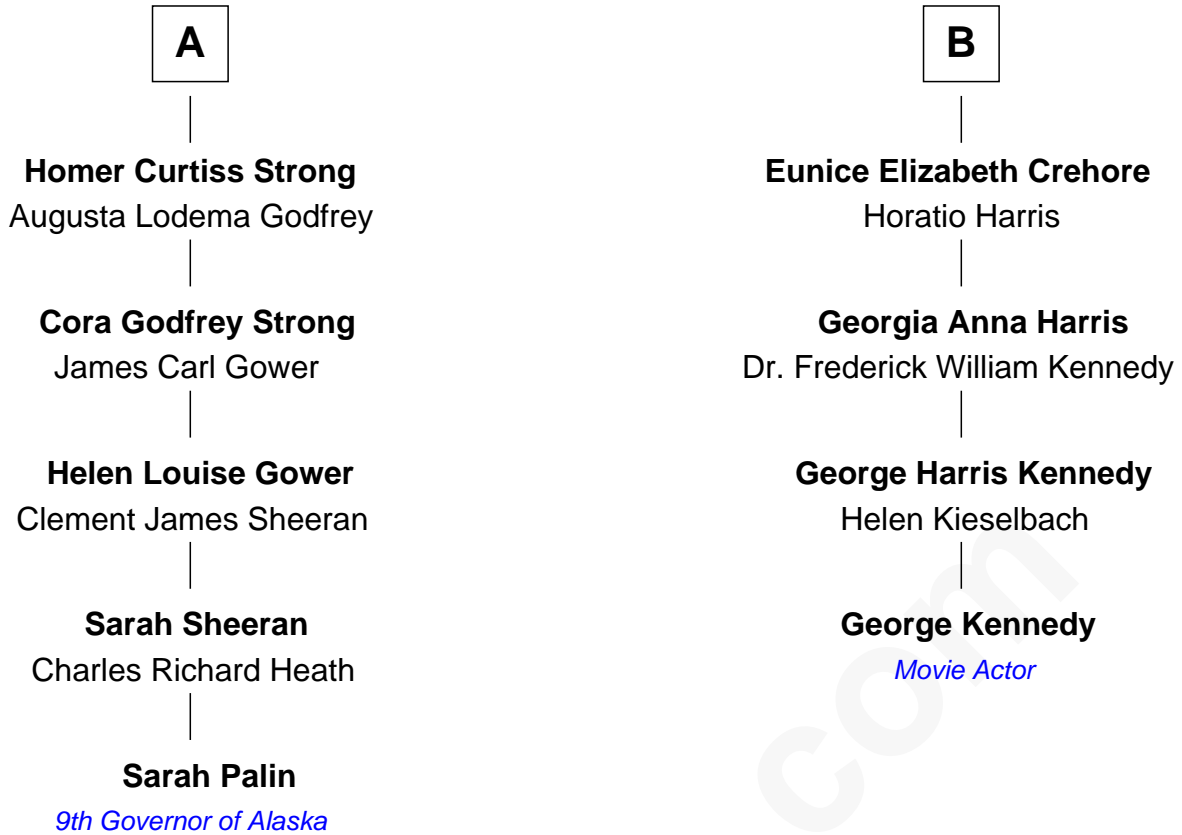 A
Homer Curtiss Strong
Augusta Lodema Godfrey
Cora Godfrey Strong
James Carl Gower
Helen Louise Gower
Clement James Sheeran
Sarah Sheeran
Charles Richard Heath
Sarah Palin
9th Governor of Alaska
B
Eunice Elizabeth Crehore
Horatio Harris
Georgia Anna Harris
Dr. Frederick William Kennedy
George Harris Kennedy
Helen Kieselbach
George Kennedy
Movie Actor
com